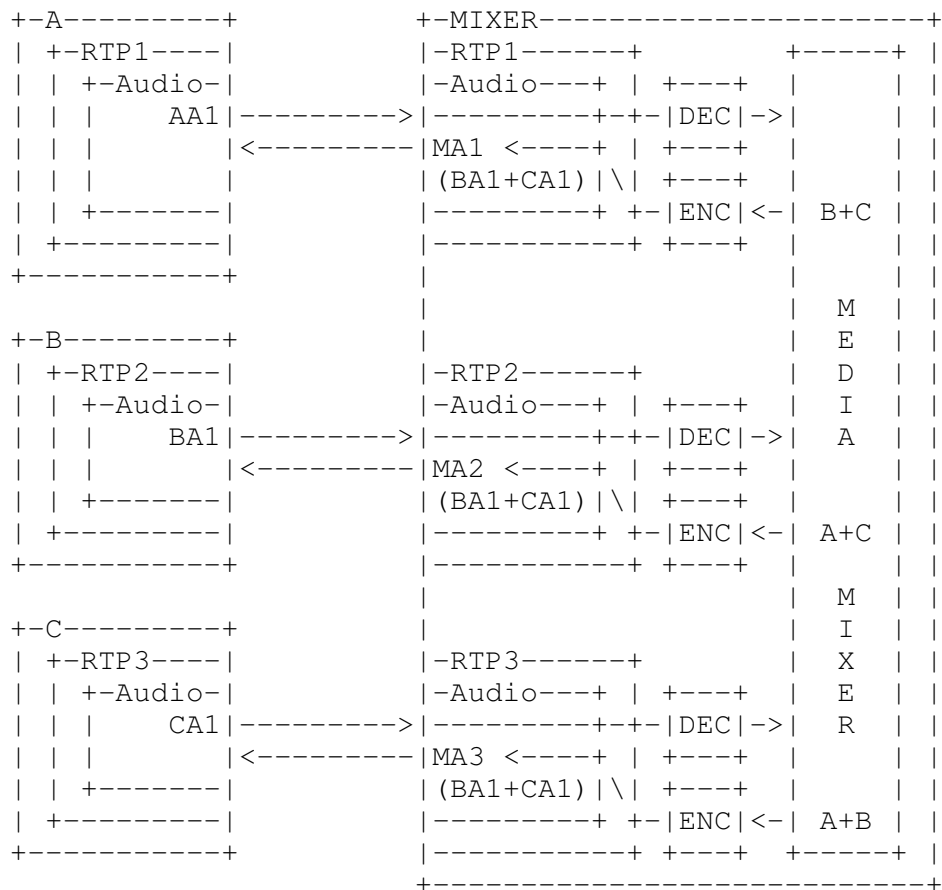 +-A---------+             +-MIXER----------------------+
| +-RTP1----|             |-RTP1------+        +-----+ |
| | +-Audio-|             |-Audio---+ | +---+  |     | |
| | |    AA1|------------>|---------+-+-|DEC|->|     | |
| | |       |<------------|MA1 <----+ | +---+  |     | |
| | |       |             |(BA1+CA1)|\| +---+  |     | |
| | +-------|             |---------+ +-|ENC|<-| B+C | |
| +---------|             |-----------+ +---+  |     | |
+-----------+             |                    |     | |
                          |                    |  M  | |
+-B---------+             |                    |  E  | |
| +-RTP2----|             |-RTP2------+        |  D  | |
| | +-Audio-|             |-Audio---+ | +---+  |  I  | |
| | |    BA1|------------>|---------+-+-|DEC|->|  A  | |
| | |       |<------------|MA2 <----+ | +---+  |     | |
| | +-------|             |(BA1+CA1)|\| +---+  |     | |
| +---------|             |---------+ +-|ENC|<-| A+C | |
+-----------+             |-----------+ +---+  |     | |
                          |                    |  M  | |
+-C---------+             |                    |  I  | |
| +-RTP3----|             |-RTP3------+        |  X  | |
| | +-Audio-|             |-Audio---+ | +---+  |  E  | |
| | |    CA1|------------>|---------+-+-|DEC|->|  R  | |
| | |       |<------------|MA3 <----+ | +---+  |     | |
| | +-------|             |(BA1+CA1)|\| +---+  |     | |
| +---------|             |---------+ +-|ENC|<-| A+B | |
+-----------+             |-----------+ +---+  +-----+ |
                          +----------------------------+